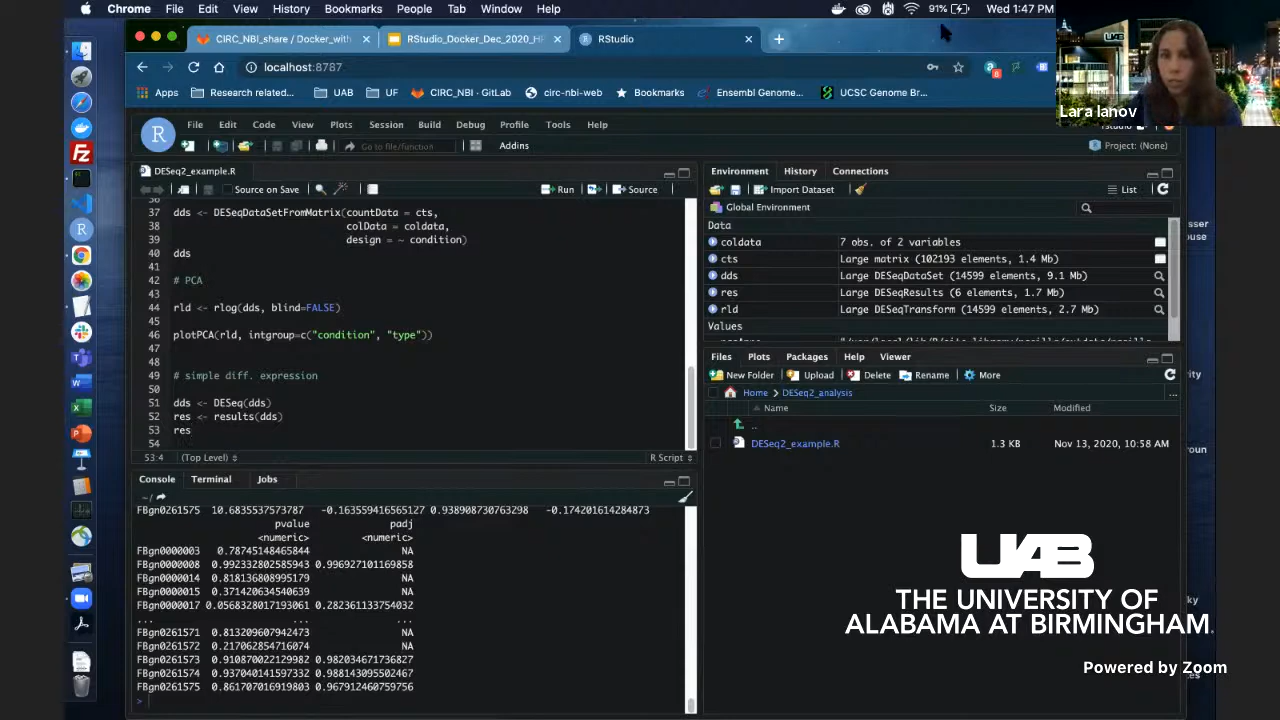 Chrome File Edit View History Bookmarks People Tab Window Help 91% Wed 1:47 PM
CIRC_NBI_share / Docker_with RStudio_Docker_Dec_2020_H RStudio
localhost:8787
Apps Research related... UAB UF CIRC_NBI · GitLab circ-nbi-web Bookmarks Ensembl Genome... UCSC Genome Br...
UAB
Lara Ianov
R File Edit Code View Plots Session Build Debug Profile Tools Help
Go to file/function Addins Project: (None)
DESeq2_example.R
Source on Save Run Source
36
37 dds <- DESeqDataSetFromMatrix(countData = cts,
38 colData = coldata,
39 design = ~ condition)
40 dds
41
42 # PCA
43
44 rld <- rlog(dds, blind=FALSE)
45
46 plotPCA(rld, intgroup=c("condition", "type"))
47
48
49 # simple diff. expression
50
51 dds <- DESeq(dds)
52 res <- results(dds)
53 res
54
53:4 (Top Level) R Script
Environment History Connections
Import Dataset List
Global Environment
Data
coldata 7 obs. of 2 variables
cts Large matrix (102193 elements, 1.4 Mb)
dds Large DESeqDataSet (14599 elements, 9.1 Mb)
res Large DESeqResults (6 elements, 1.7 Mb)
rld Large DESeqTransform (14599 elements, 2.7 Mb)
Values
Files Plots Packages Help Viewer
New Folder Upload Delete Rename More
Home > DESeq2_analysis ...
Name Size Modified
..
DESeq2_example.R 1.3 KB Nov 13, 2020, 10:58 AM
Console Terminal Jobs
~/
FBgn0261575 10.6835537573787 -0.163559416565127 0.938908730763298 -0.174201614284873
pvalue padj
<numeric> <numeric>
FBgn0000003 0.78745148465844 NA
FBgn0000008 0.992332802585943 0.996927101169858
FBgn0000014 0.818136808995179 NA
FBgn0000015 0.371420634540639 NA
FBgn0000017 0.0568328017193061 0.282361133754032
... ... ...
FBgn0261571 0.813209607942473 NA
FBgn0261572 0.217062854716074 NA
FBgn0261573 0.910870022129982 0.982034671736827
FBgn0261574 0.937040141597332 0.988143095502467
FBgn0261575 0.861707016919803 0.967912460759756
>
UAB
THE UNIVERSITY OF
ALABAMA AT BIRMINGHAM.
Powered by Zoom